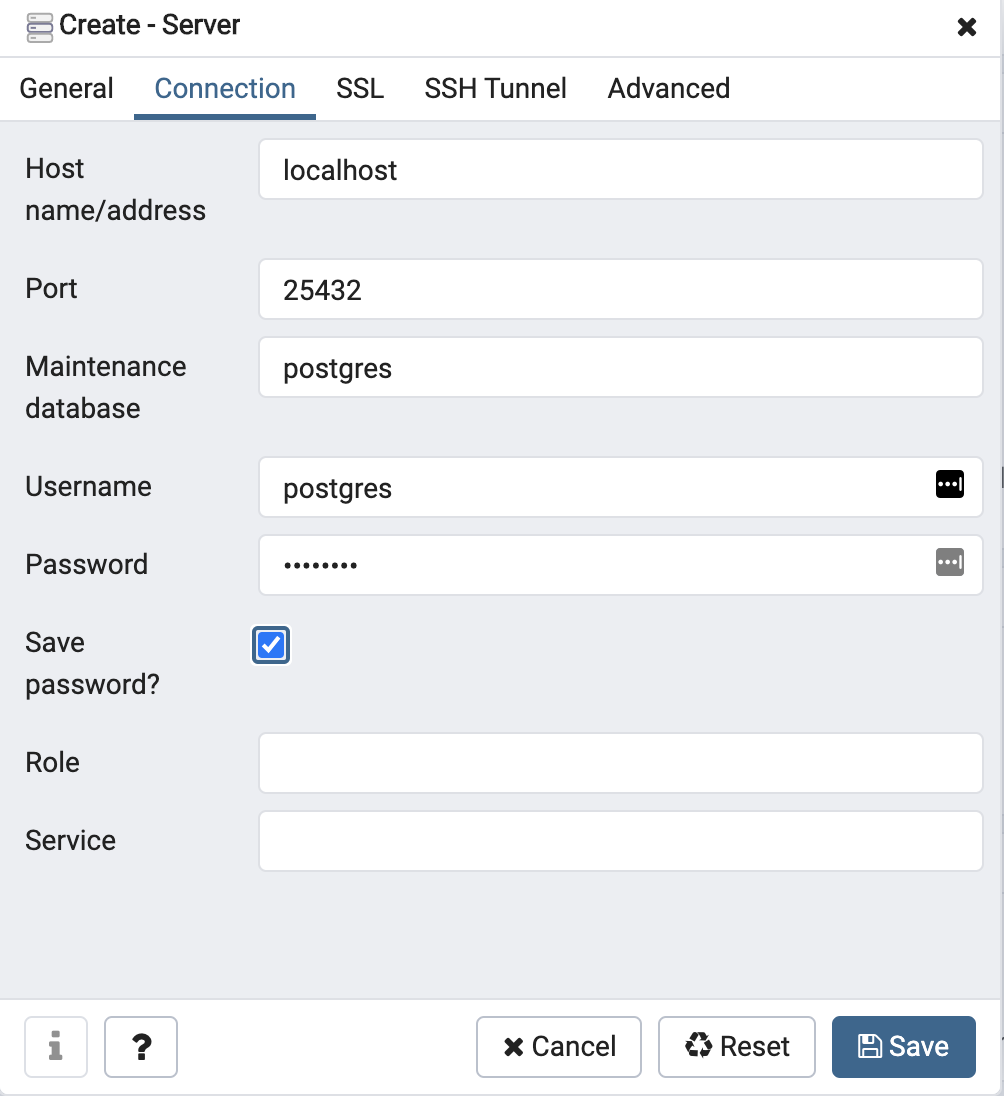 Create - Server
General Connection SSL SSH Tunnel Advanced
Host
name/address
localhost
Port
25432
Maintenance
database
postgres
Username
postgres
Password
••••••••
Save
password?
Role
Service
Cancel Reset Save